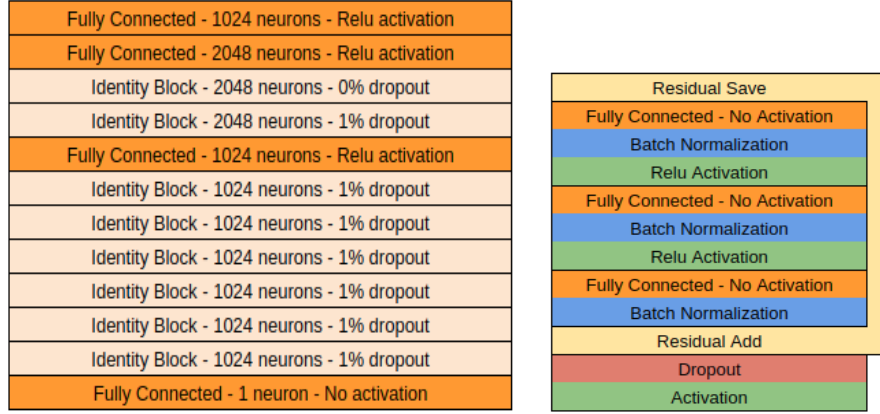 Fully Connected - 1024 neurons - Relu activation
Fully Connected - 2048 neurons - Relu activation
Identity Block - 2048 neurons - 0% dropout
Identity Block - 2048 neurons - 1% dropout
Fully Connected - 1024 neurons - Relu activation
Identity Block - 1024 neurons - 1% dropout
Identity Block - 1024 neurons - 1% dropout
Identity Block - 1024 neurons - 1% dropout
Identity Block - 1024 neurons - 1% dropout
Identity Block - 1024 neurons - 1% dropout
Identity Block - 1024 neurons - 1% dropout
Fully Connected - 1 neuron - No activation
Residual Save
Fully Connected - No Activation
Batch Normalization
Relu Activation
Fully Connected - No Activation
Batch Normalization
Relu Activation
Fully Connected - No Activation
Batch Normalization
Residual Add
Dropout
Activation